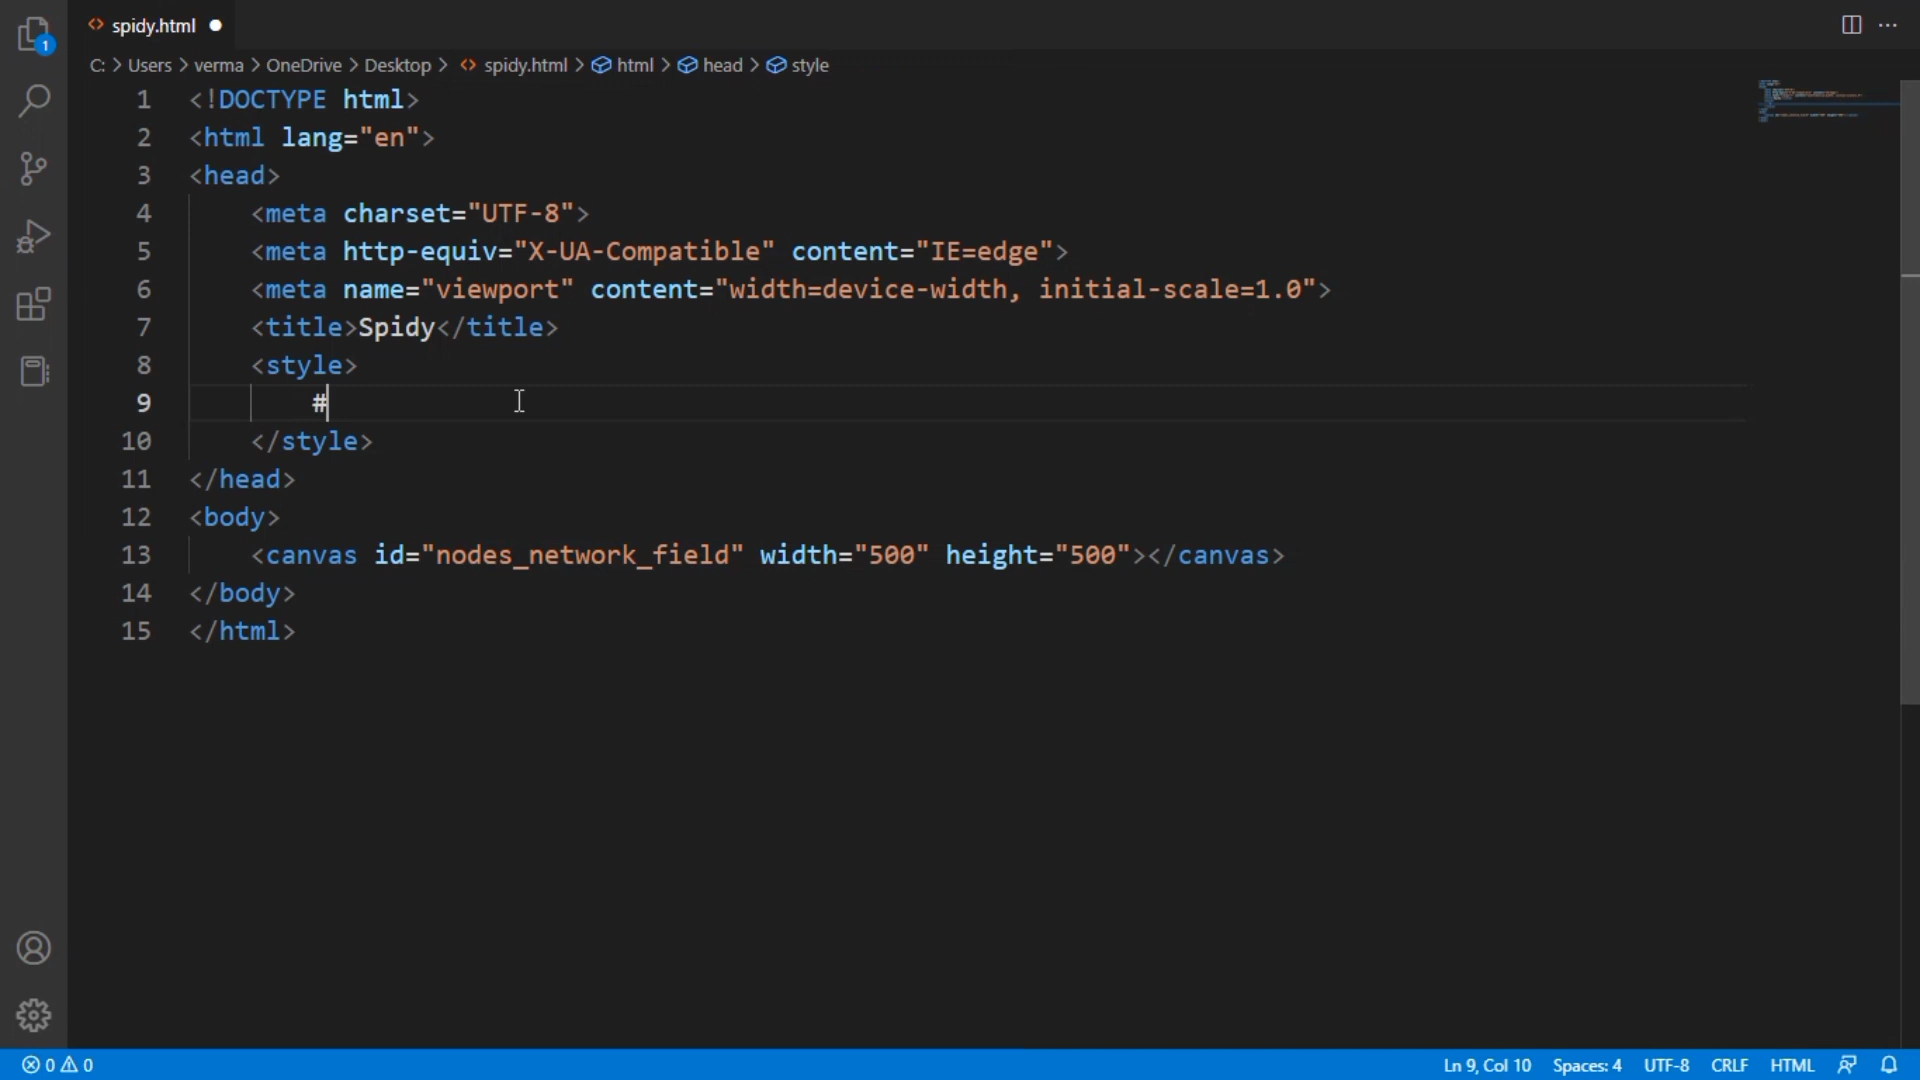 spidy.html
C: > Users > verma > OneDrive > Desktop > spidy.html > html > head > style
1 <!DOCTYPE html>
2 <html lang="en">
3 <head>
4     <meta charset="UTF-8">
5     <meta http-equiv="X-UA-Compatible" content="IE=edge">
6     <meta name="viewport" content="width=device-width, initial-scale=1.0">
7     <title>Spidy</title>
8     <style>
9         #
10     </style>
11 </head>
12 <body>
13     <canvas id="nodes_network_field" width="500" height="500"></canvas>
14 </body>
15 </html>
1
0 0 Ln 9, Col 10 Spaces: 4 UTF-8 CRLF HTML